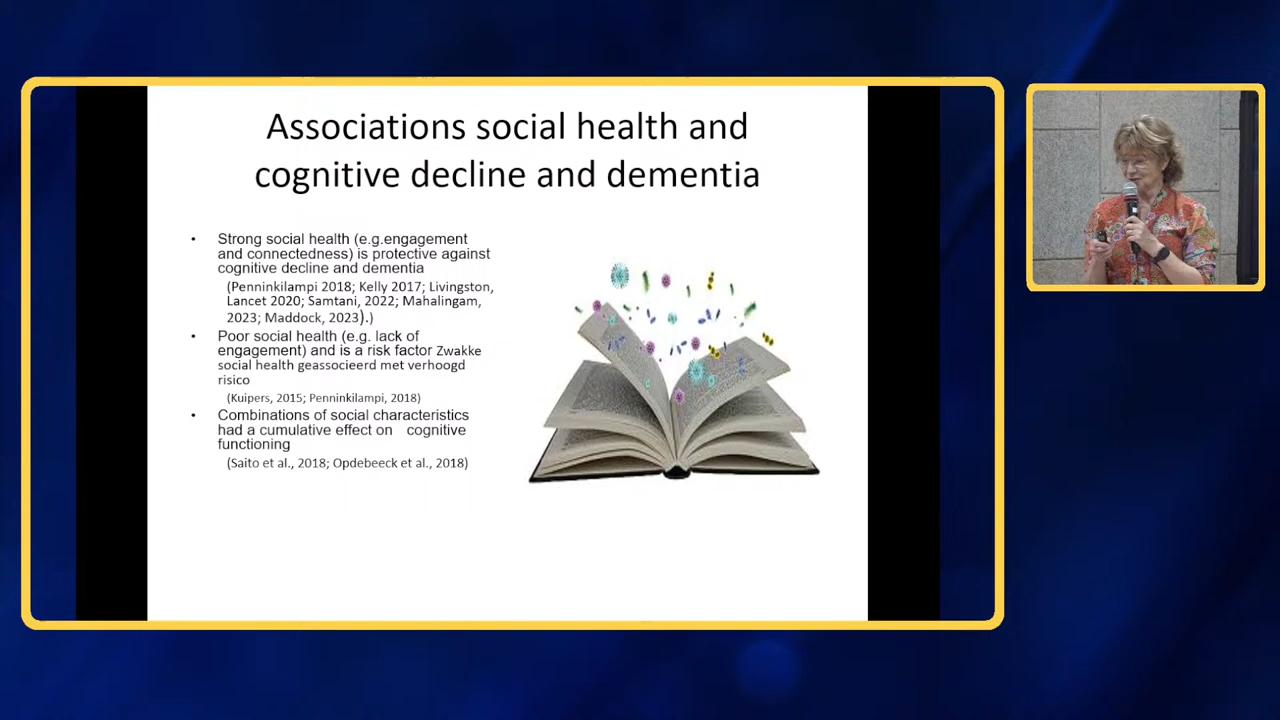 Associations social health and
cognitive decline and dementia
• Strong social health (e.g.engagement
and connectedness) is protective against
cognitive decline and dementia
(Penninkilampi 2018; Kelly 2017; Livingston,
Lancet 2020; Samtani, 2022; Mahalingam,
2023; Maddock, 2023).)
• Poor social health (e.g. lack of
engagement) and is a risk factor Zwakke
social health geassocieerd met verhoogd
risico
(Kuipers, 2015; Penninkilampi, 2018)
• Combinations of social characteristics
had a cumulative effect on cognitive
functioning
(Saito et al., 2018; Opdebeeck et al., 2018)